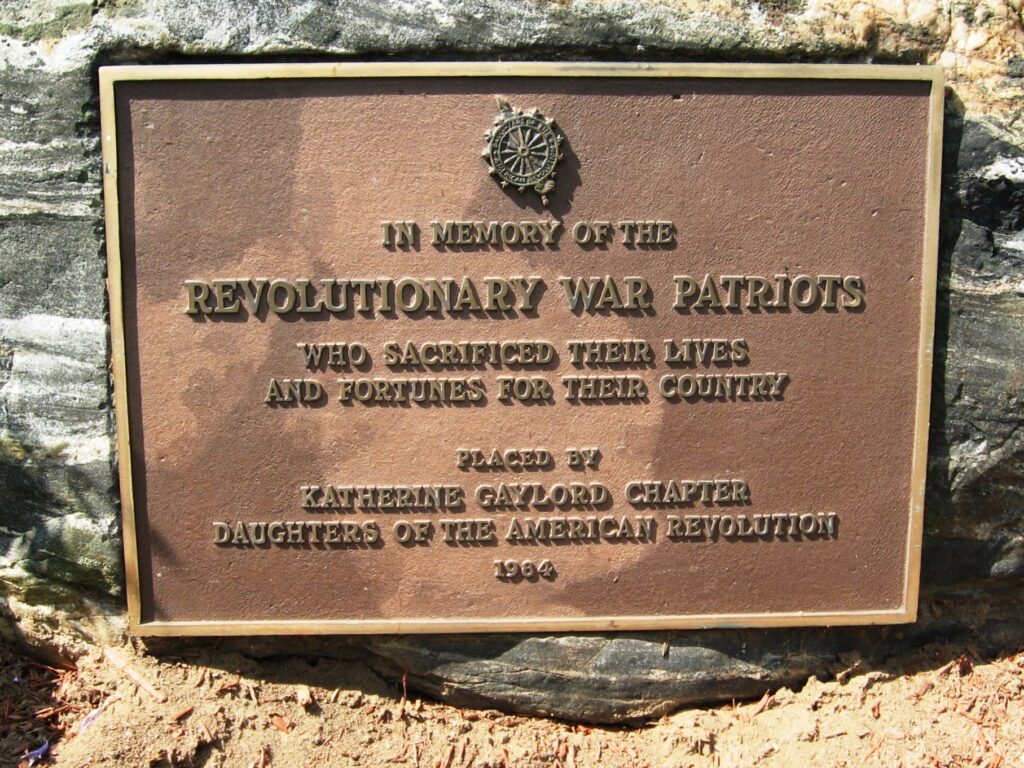 IN MEMORY OF THE
REVOLUTIONARY WAR PATRIOTS
WHO SACRIFICED THEIR LIVES
AND FORTUNES FOR THEIR COUNTRY
PLACED BY
KATHERINE GAYLORD CHAPTER
DAUGHTERS OF THE AMERICAN REVOLUTION
1964